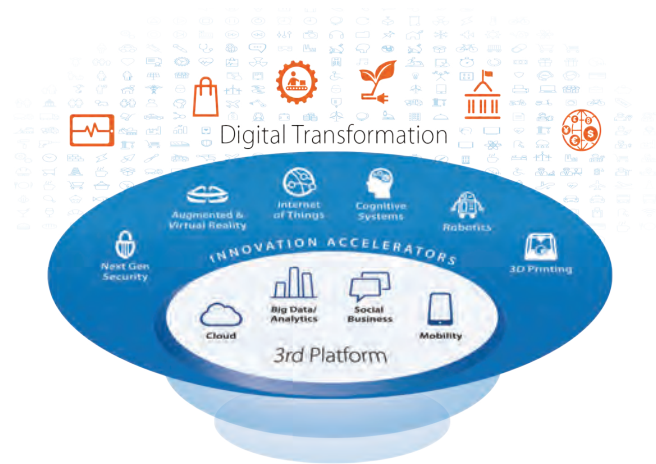 Digital Transformation
Augmented &
Virtual Reality
Internet
of Things
Cognitive
Systems
Robotics
Next Gen
Security
3D Printing
INNOVATION ACCELERATORS
Cloud
Big Data/
Analytics
Social
Business
Mobility
3rd Platform